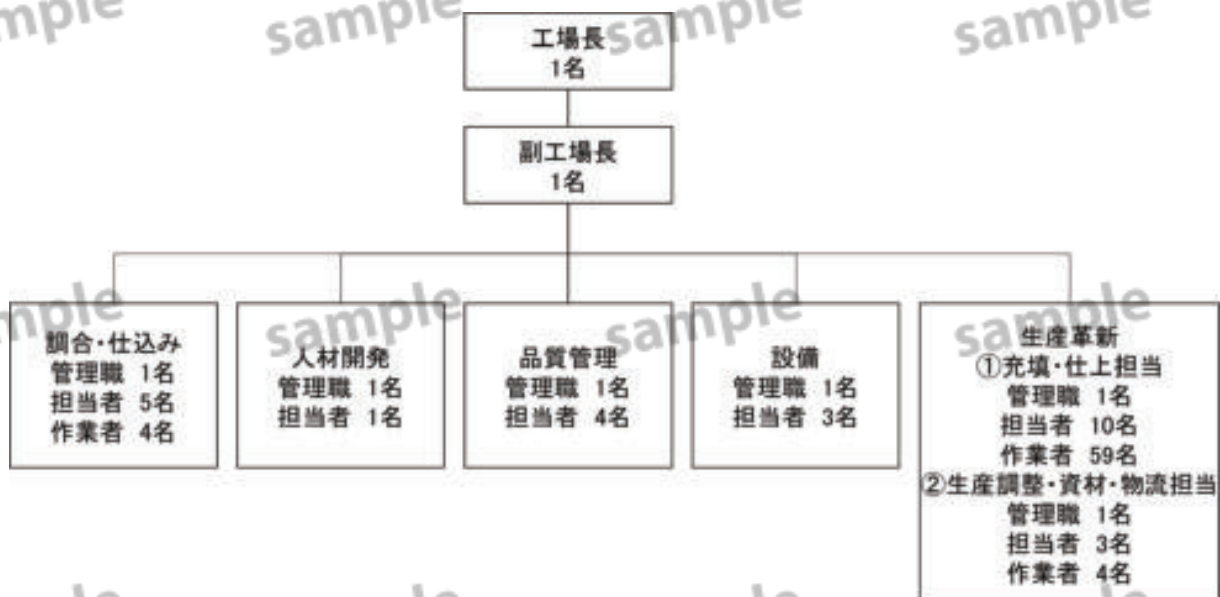 工場長
1名
副工場長
1名
調合・仕込み
管理職 1名
担当者 5名
作業者 4名
人材開発
管理職 1名
担当者 1名
品質管理
管理職 1名
担当者 4名
設備
管理職 1名
担当者 3名
生産革新
①充填・仕上担当
管理職 1名
担当者 10名
作業者 59名
②生産調整・資材・物流担当
管理職 1名
担当者 3名
作業者 4名
sample
sample
sample
sample
sample
sample